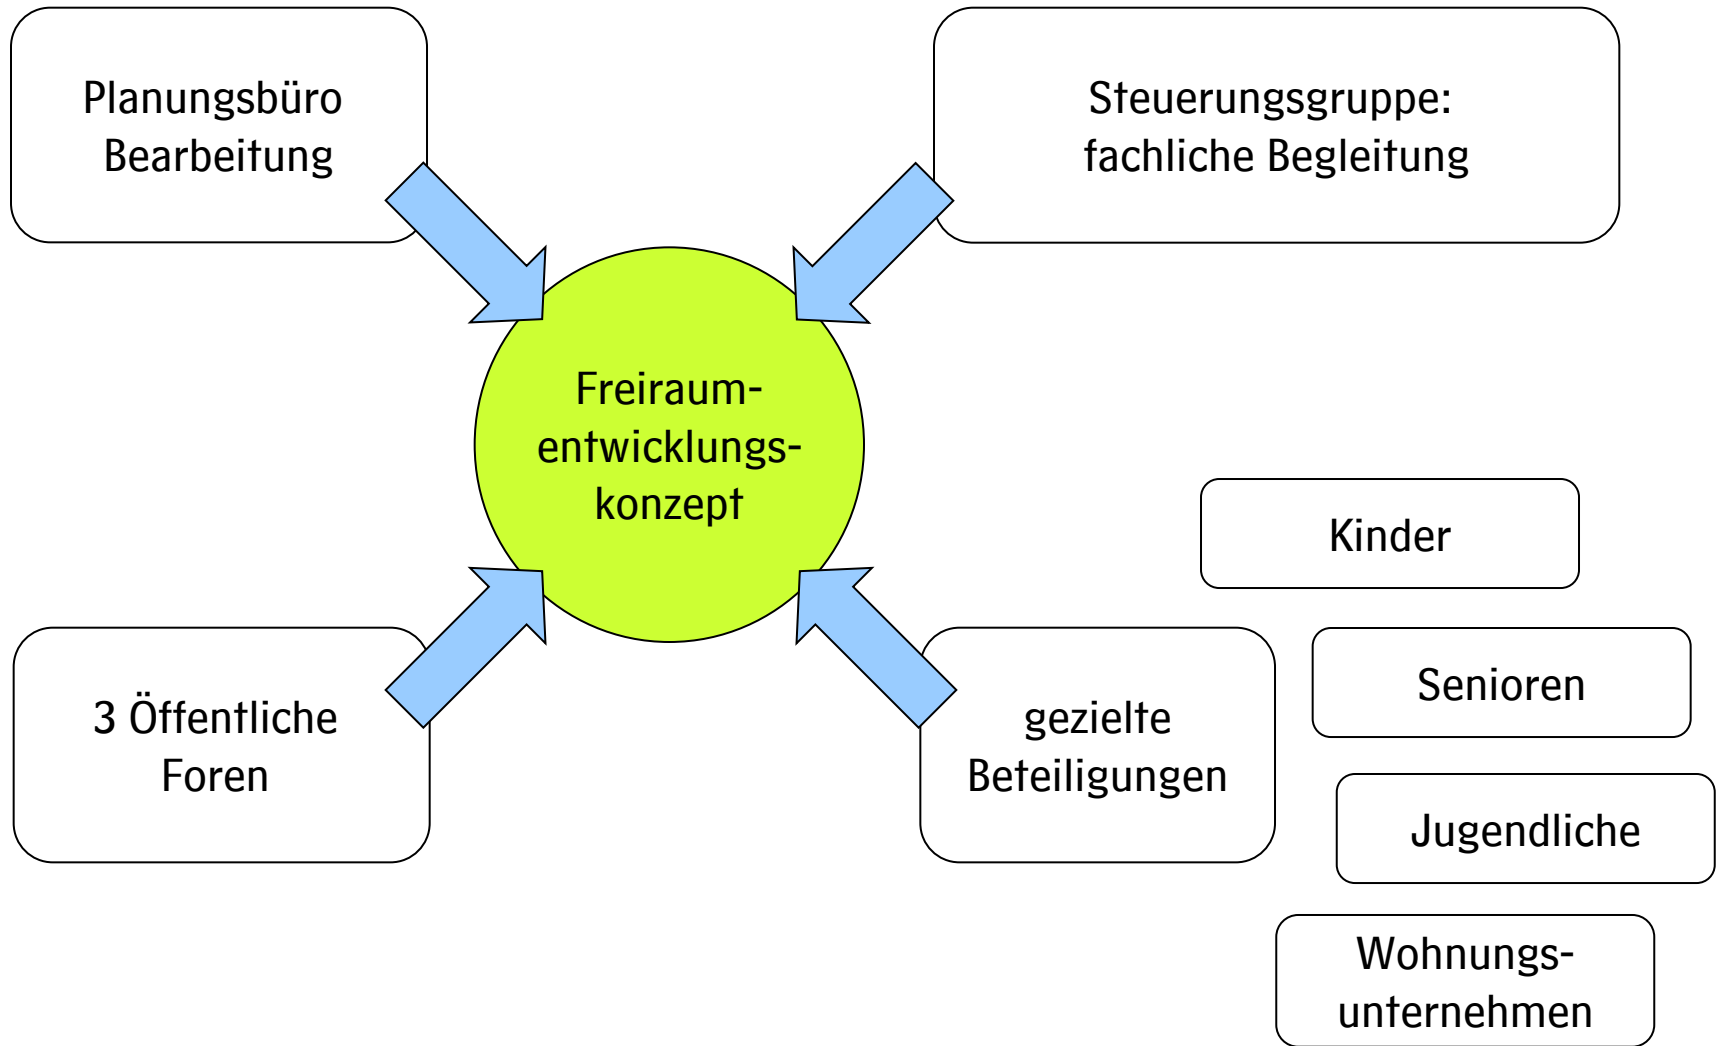 Planungsbüro
Bearbeitung
Steuerungsgruppe:
fachliche Begleitung
Freiraum-
entwicklungs-
konzept
3 Öffentliche
Foren
gezielte
Beteiligungen
Kinder
Senioren
Jugendliche
Wohnungs-
unternehmen